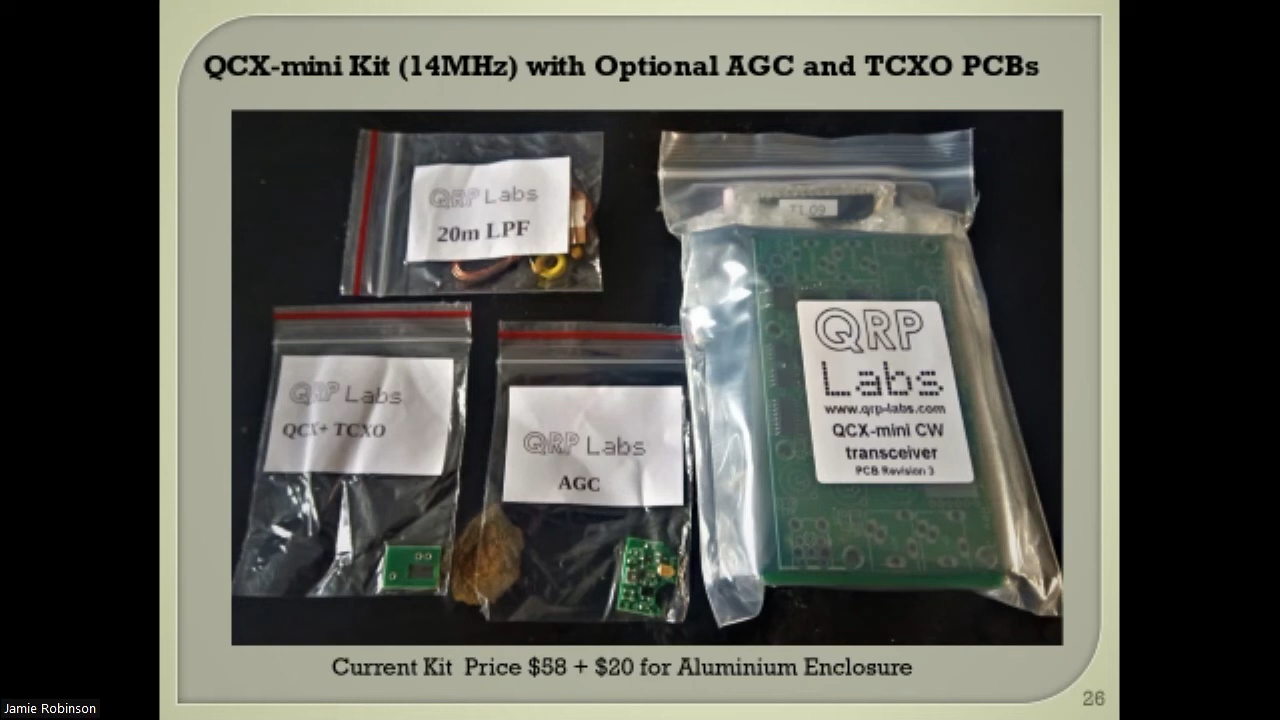 QCX-mini Kit (14MHz) with Optional AGC and TCXO PCBs
QRP Labs
20m LPF
T1 09
QRP Labs
QCX+ TCXO
QRP Labs
AGC
QRP
Labs
www.qrp-labs.com
QCX-mini CW
transceiver
PCB Revision 3
Current Kit Price $58 + $20 for Aluminium Enclosure
26
Jamie Robinson